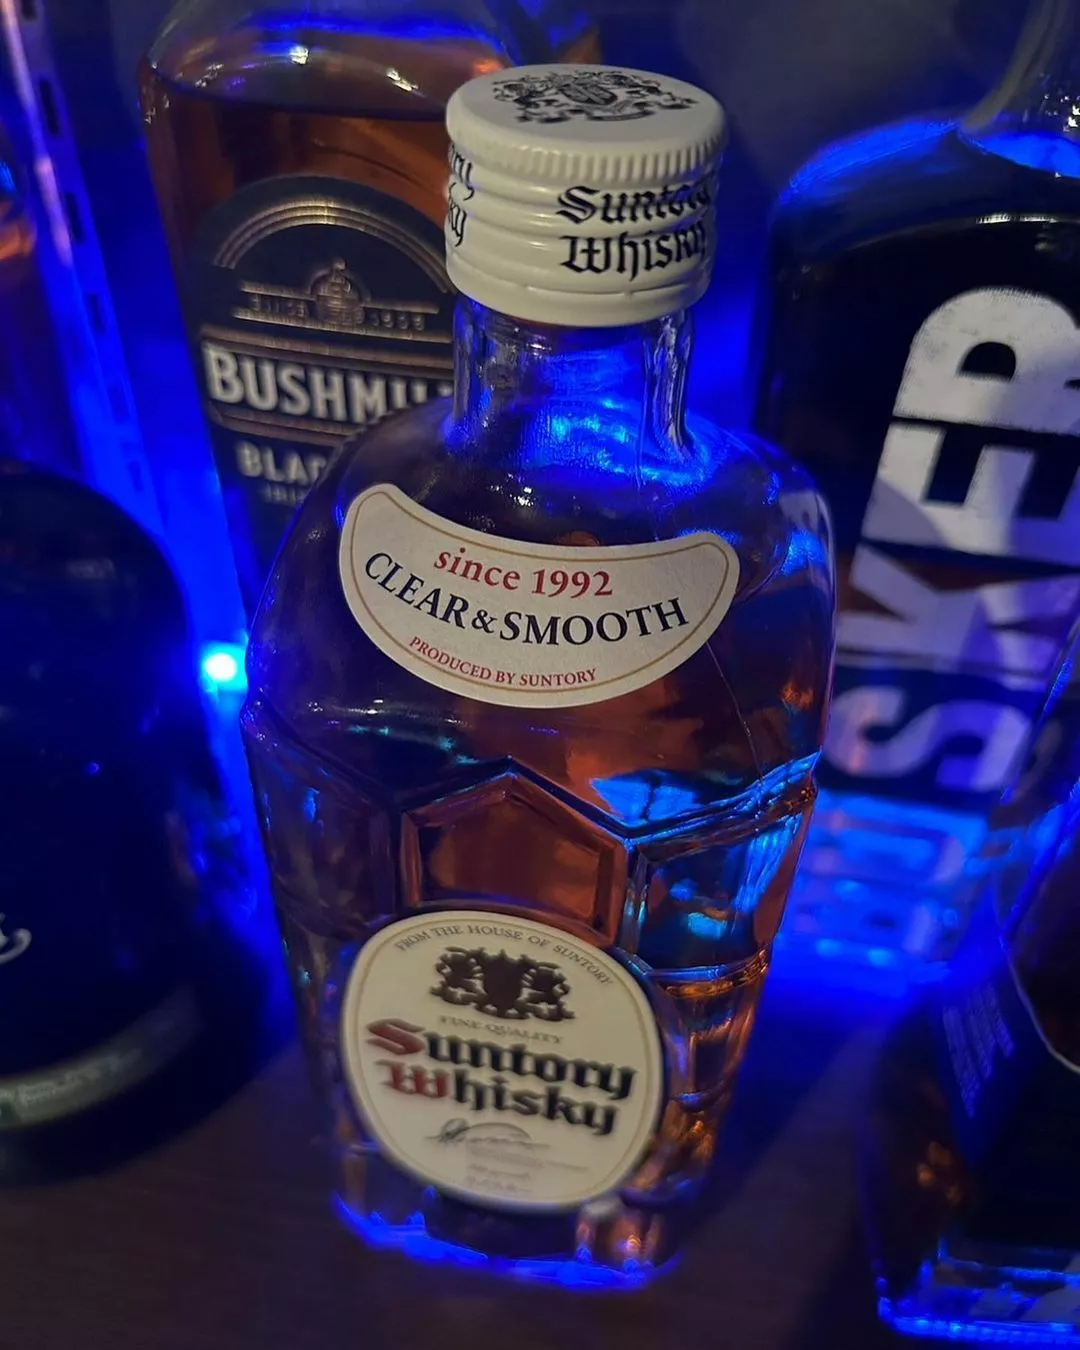 Suntory
Whisky
BUSHMI
BLAC
since 1992
CLEAR & SMOOTH
PRODUCED BY SUNTORY
SKER
FROM THE HOUSE OF SUNTORY
FINE QUALITY
Suntory
Whisky